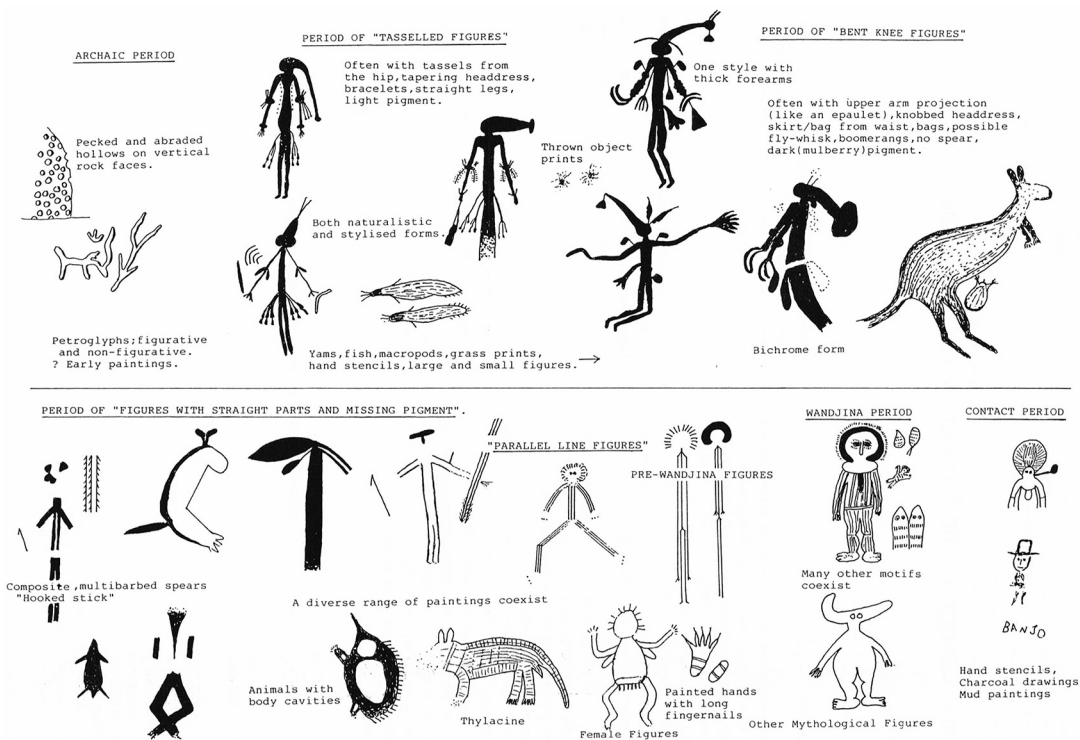 ARCHAIC PERIOD
Pecked and abraded
hollows on vertical
rock faces.
Petroglyphs;figurative
and non-figurative.
? Early paintings.
PERIOD OF "TASSELLED FIGURES"
Often with tassels from
the hip,tapering headdress,
bracelets,straight legs,
light pigment.
Both naturalistic
and stylised forms.
Yams,fish,macropods,grass prints,
hand stencils,large and small figures.
Thrown object
prints
PERIOD OF "BENT KNEE FIGURES"
One style with
thick forearms
Often with upper arm projection
(like an epaulet),knobbed headdress,
skirt/bag from waist,bags,possible
fly-whisk,boomerangs,no spear,
dark(mulberry)pigment.
Bichrome form
PERIOD OF "FIGURES WITH STRAIGHT PARTS AND MISSING PIGMENT".
Composite,multibarbed spears
"Hooked stick"
"PARALLEL LINE FIGURES"
PRE-WANDJINA FIGURES
A diverse range of paintings coexist
Animals with
body cavities
Thylacine
Female Figures
Painted hands
with long
fingernails
WANDJINA PERIOD
Many other motifs
coexist
Other Mythological Figures
CONTACT PERIOD
BANJO
Hand stencils,
Charcoal drawings
Mud paintings